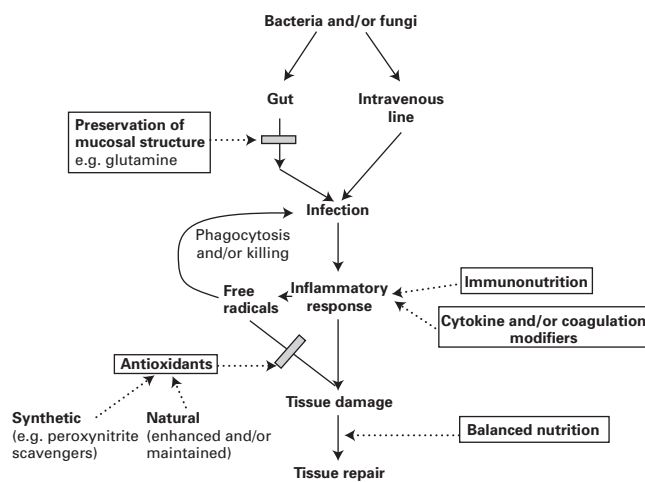 Bacteria and/or fungi
Gut
Intravenous
line
Preservation of
mucosal structure
e.g. glutamine
Infection
Phagocytosis
and/or killing
Free
radicals
Inflammatory
response
Immunonutrition
Cytokine and/or coagulation
modifiers
Antioxidants
Synthetic
(e.g. peroxynitrite
scavengers)
Natural
(enhanced and/or
maintained)
Tissue damage
Balanced nutrition
Tissue repair